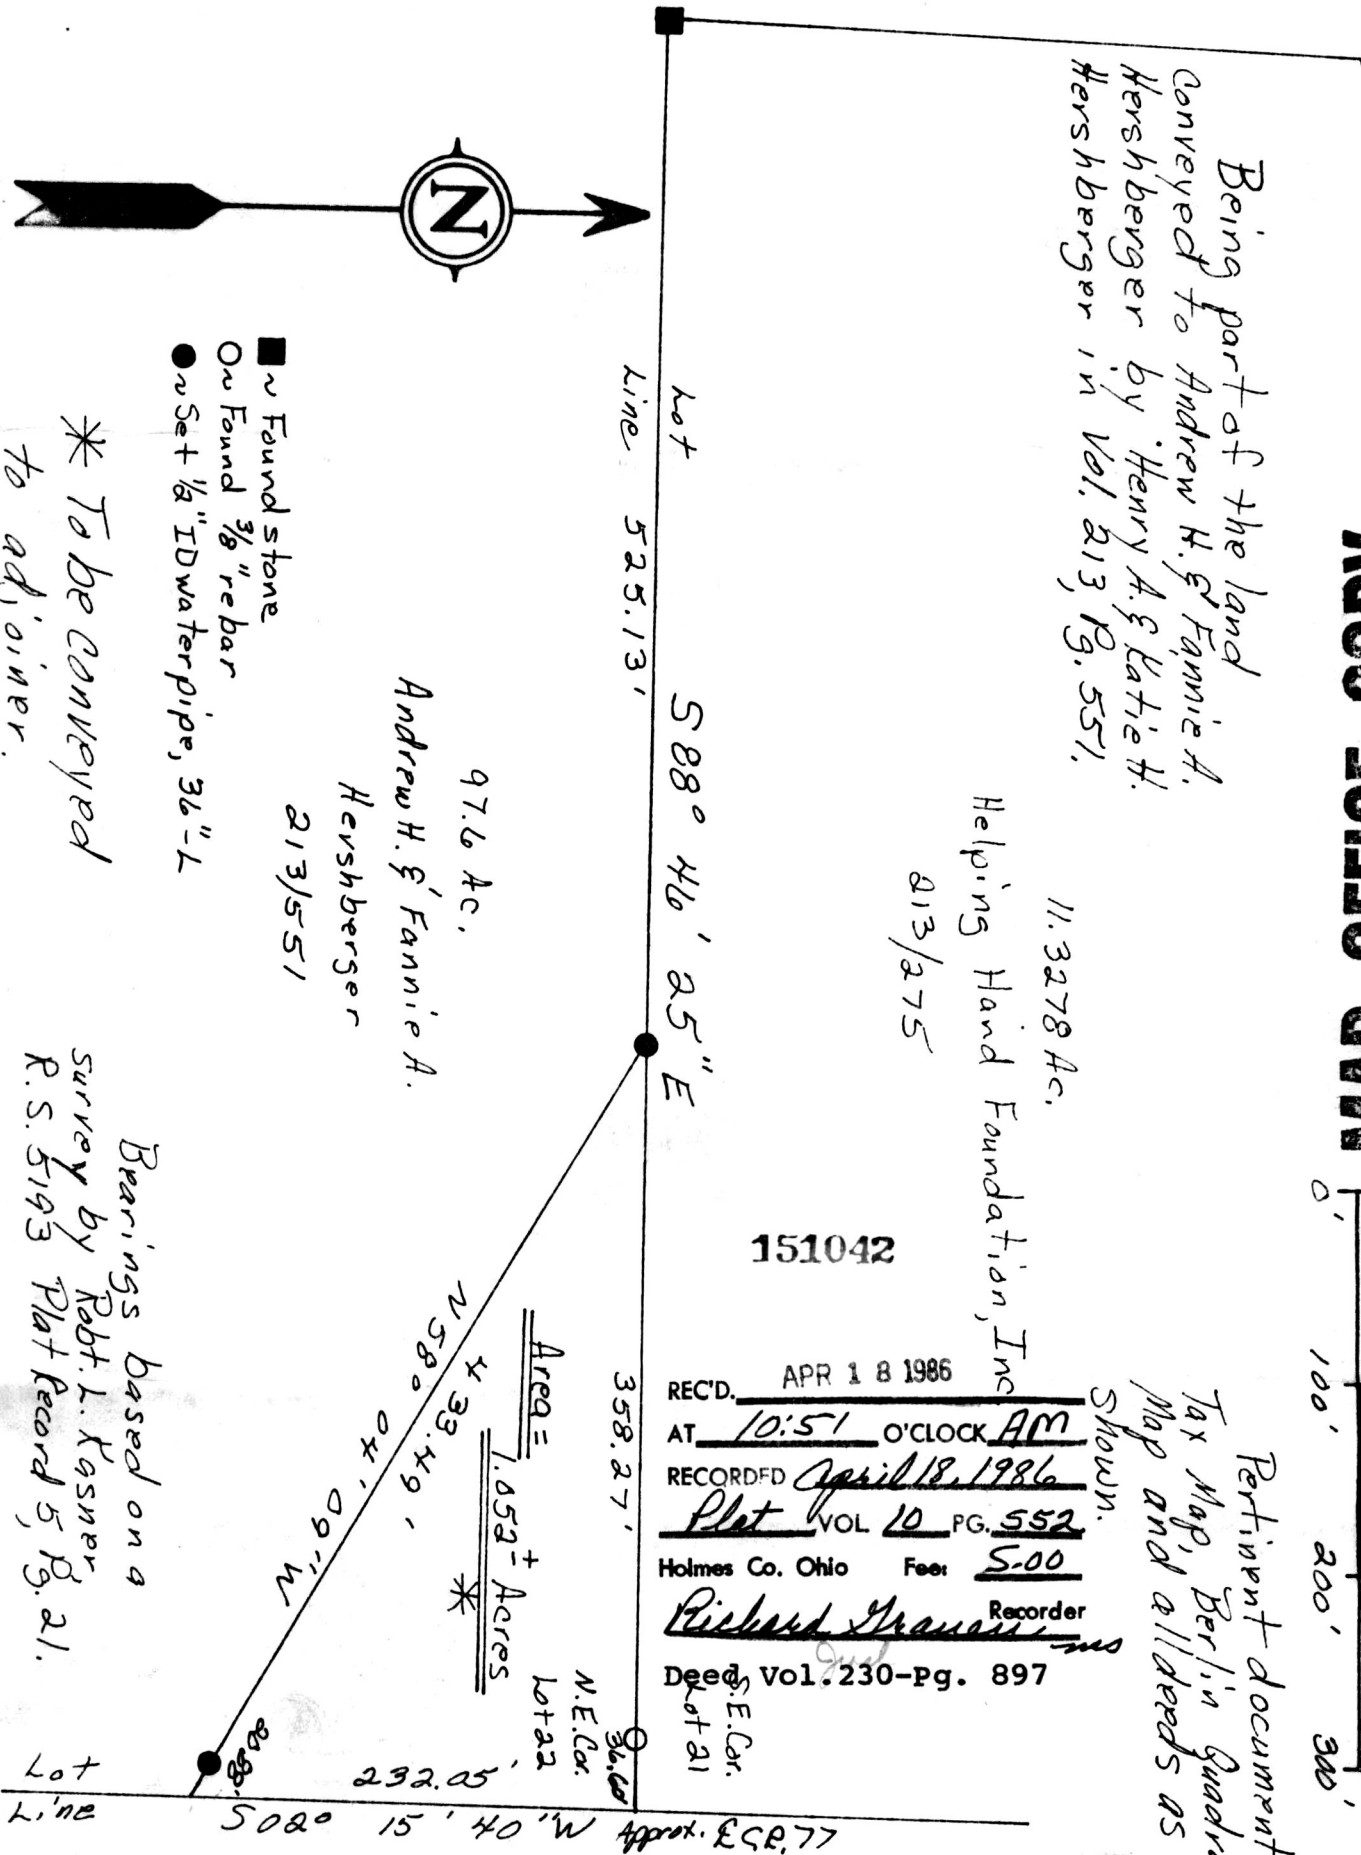 Being part of the land
Conveyed to Andrew H. & Fannie A.
Hershberger by Henry A. & Katie H.
Hershberger in Vol. 213, Pg. 551.
0' 100' 200' 300'
Pertinent document
Tax Map, Berlin Quadr
Map and all deeds as
shown.
11.3278 Ac.
Helping Hand Foundation, Inc
213/275
151042
REC'D. APR 18 1986
AT 10:51 O'CLOCK AM
RECORDED April 18, 1986
Plat VOL 10 PG. 552
Holmes Co. Ohio Fee: 5.00
Richard Recorder
Deed Vol. 230-Pg. 897
S.E. Cor.
Lot 21
Lot
Line 525.13'
S 88° 46' 25" E
358.27'
36.60
N.E. Cor.
Lot 22
N
Area =
1.052± Acres
*
433.49'
N 58° 04' 09" W
232.05'
S 02° 15' 40" W
Approx.
Lot
Line
97.6 Ac.
Andrew H. & Fannie A.
Hershberger
213/551
■ ~ Found stone
○ ~ Found 3/8" rebar
● ~ Set 1/2" ID waterpipe, 36"-L
* To be conveyed
to adjoiner.
Bearings based on a
survey by Robt. L. Kasner
R.S. 5193 Plat Record 5, Pg. 21.